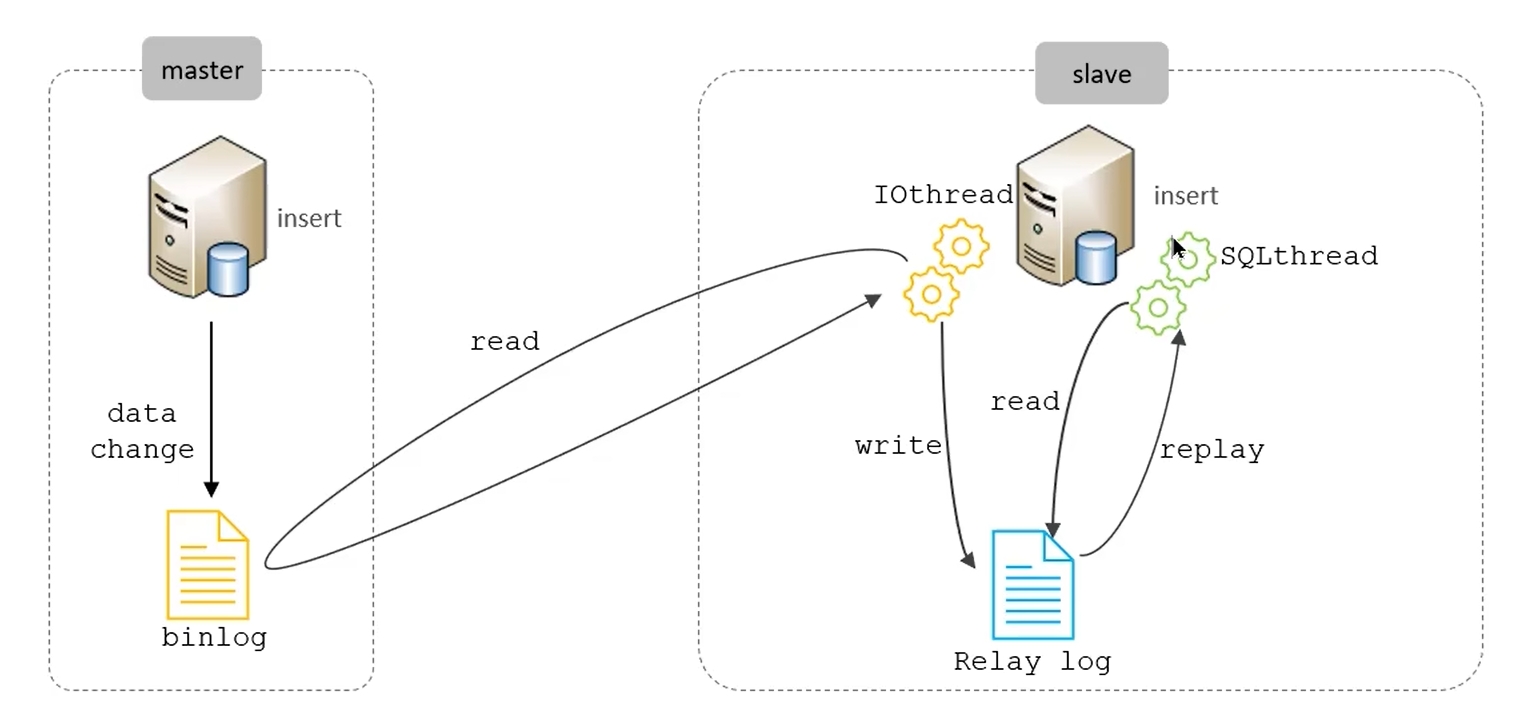 master
slave
insert
IOthread
insert
SQLthread
read
data
change
read
write
replay
binlog
Relay log